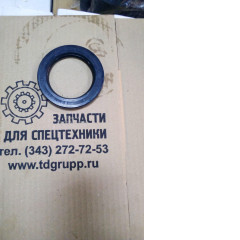 ЗАПЧАСТИ
ДЛЯ СПЕЦТЕХНИКИ
тел. (343) 272-72-53
www.tdgrupp.ru